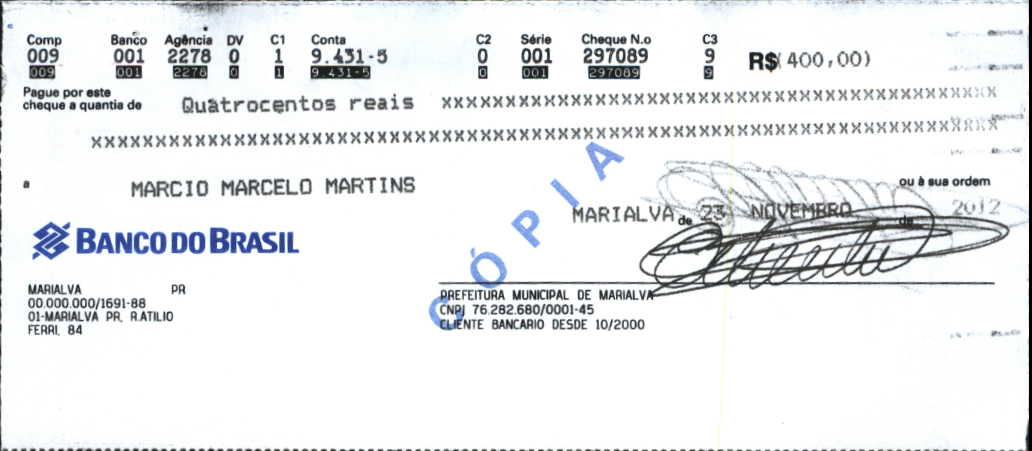 Comp Banco Agência DV C1 Conta C2 Série Cheque N.o C3
009 001 2278 0 1 9.431-5 0 001 297089 9 R$(400,00)
009 001 2278 0 1 9.431-5 0 001 297089 9
Pague por este
cheque a quantia de Quatrocentos reais XXXXXXXXXXXXXXXXXXXXXXXXXXXXXXXXXXXXXXXXXXXXXXX
XXXXXXXXXXXXXXXXXXXXXXXXXXXXXXXXXXXXXXXXXXXXXXXXXXXXXXXXXXXXXXXXXXXXXXXXXXXX
a MARCIO MARCELO MARTINS ou à sua ordem
MARIALVA de 23 NOVEMBRO de 2012
BANCO DO BRASIL
CÓPIA
MARIALVA PR
00.000.000/1691-88
01-MARIALVA PR, R.ATILIO
FERRI, 84
PREFEITURA MUNICIPAL DE MARIALVA
CNPJ 76.282.680/0001-45
CLIENTE BANCARIO DESDE 10/2000